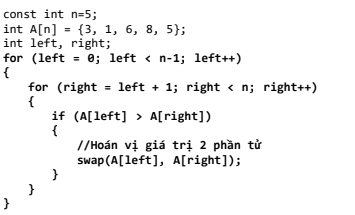 const int n=5;
int A[n] = {3, 1, 6, 8, 5};
int left, right;
for (left = 0; left < n-1; left++)
{
    for (right = left + 1; right < n; right++)
    {
        if (A[left] > A[right])
        {
            //Hoán vị giá trị 2 phần tử
            swap(A[left], A[right]);
        }
    }
}